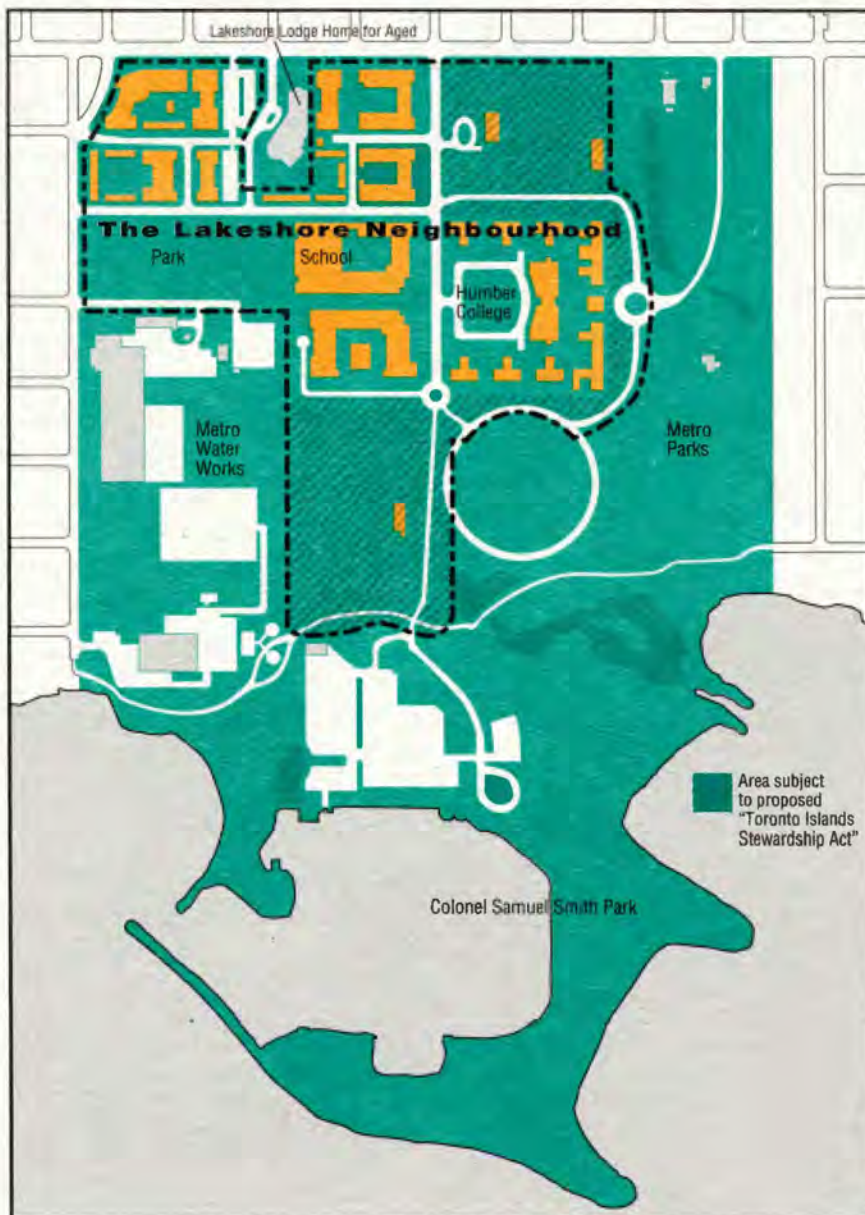 Lakeshore Lodge Home for Aged
The Lakeshore Neighbourhood
Park
School
Humber
College
Metro
Water
Works
Metro
Parks
Area subject
to proposed
"Toronto Islands
Stewardship Act"
Colonel Samuel Smith Park